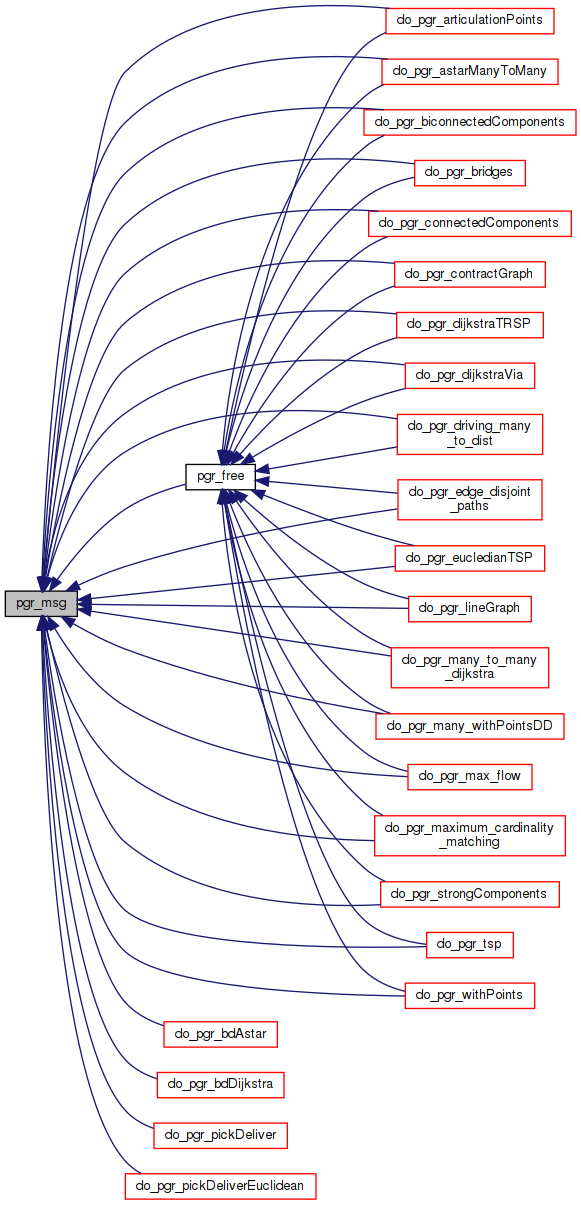 do_pgr_articulationPoints
do_pgr_astarManyToMany
do_pgr_biconnectedComponents
do_pgr_bridges
do_pgr_connectedComponents
do_pgr_contractGraph
do_pgr_dijkstraTRSP
do_pgr_dijkstraVia
do_pgr_driving_many
_to_dist
pgr_free
do_pgr_edge_disjoint
_paths
do_pgr_eucledianTSP
pgr_msg
do_pgr_lineGraph
do_pgr_many_to_many
_dijkstra
do_pgr_many_withPointsDD
do_pgr_max_flow
do_pgr_maximum_cardinality
_matching
do_pgr_strongComponents
do_pgr_tsp
do_pgr_withPoints
do_pgr_bdAstar
do_pgr_bdDijkstra
do_pgr_pickDeliver
do_pgr_pickDeliverEuclidean